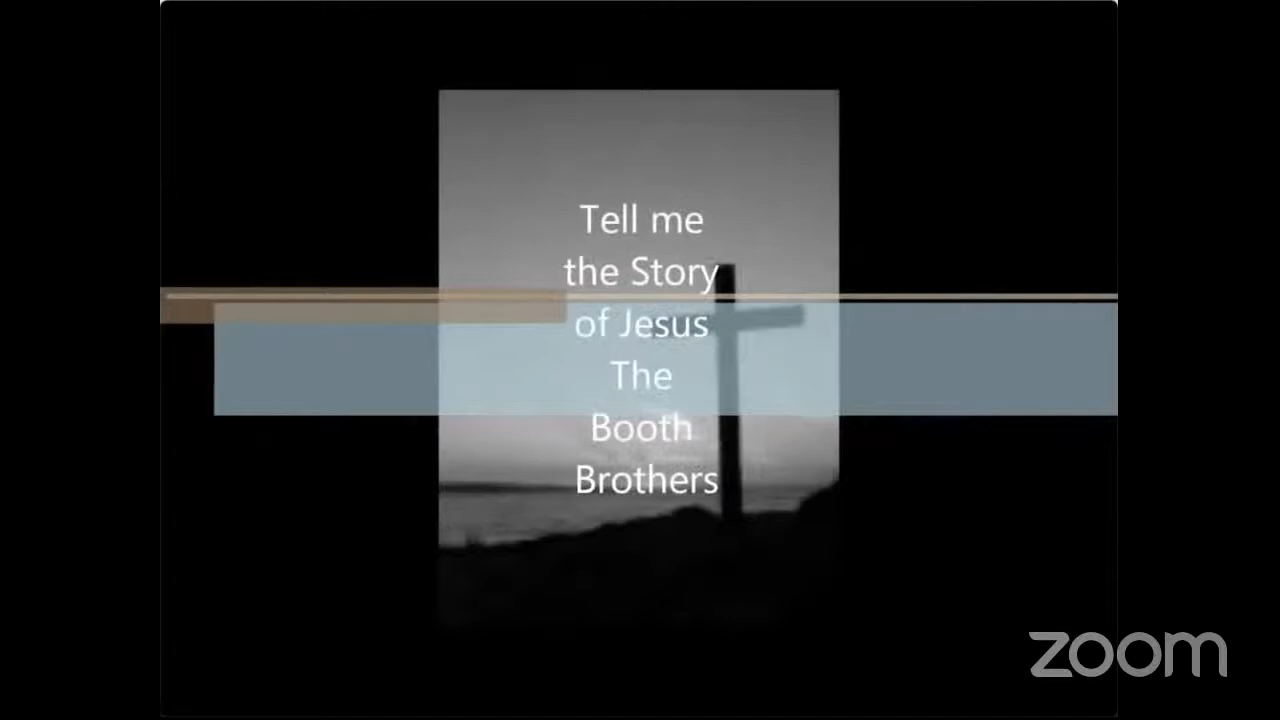 Tell me
the Story
of Jesus
The
Booth
Brothers
zoom